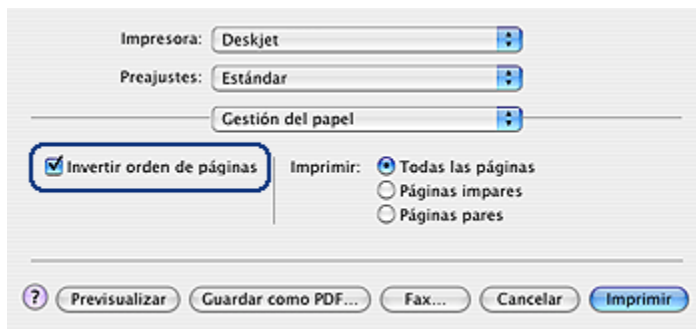 Impresora: Deskjet
Preajustes: Estándar
Gestión del papel
Invertir orden de páginas Imprimir: Todas las páginas
Páginas impares
Páginas pares
? Previsualizar Guardar como PDF... Fax... Cancelar Imprimir